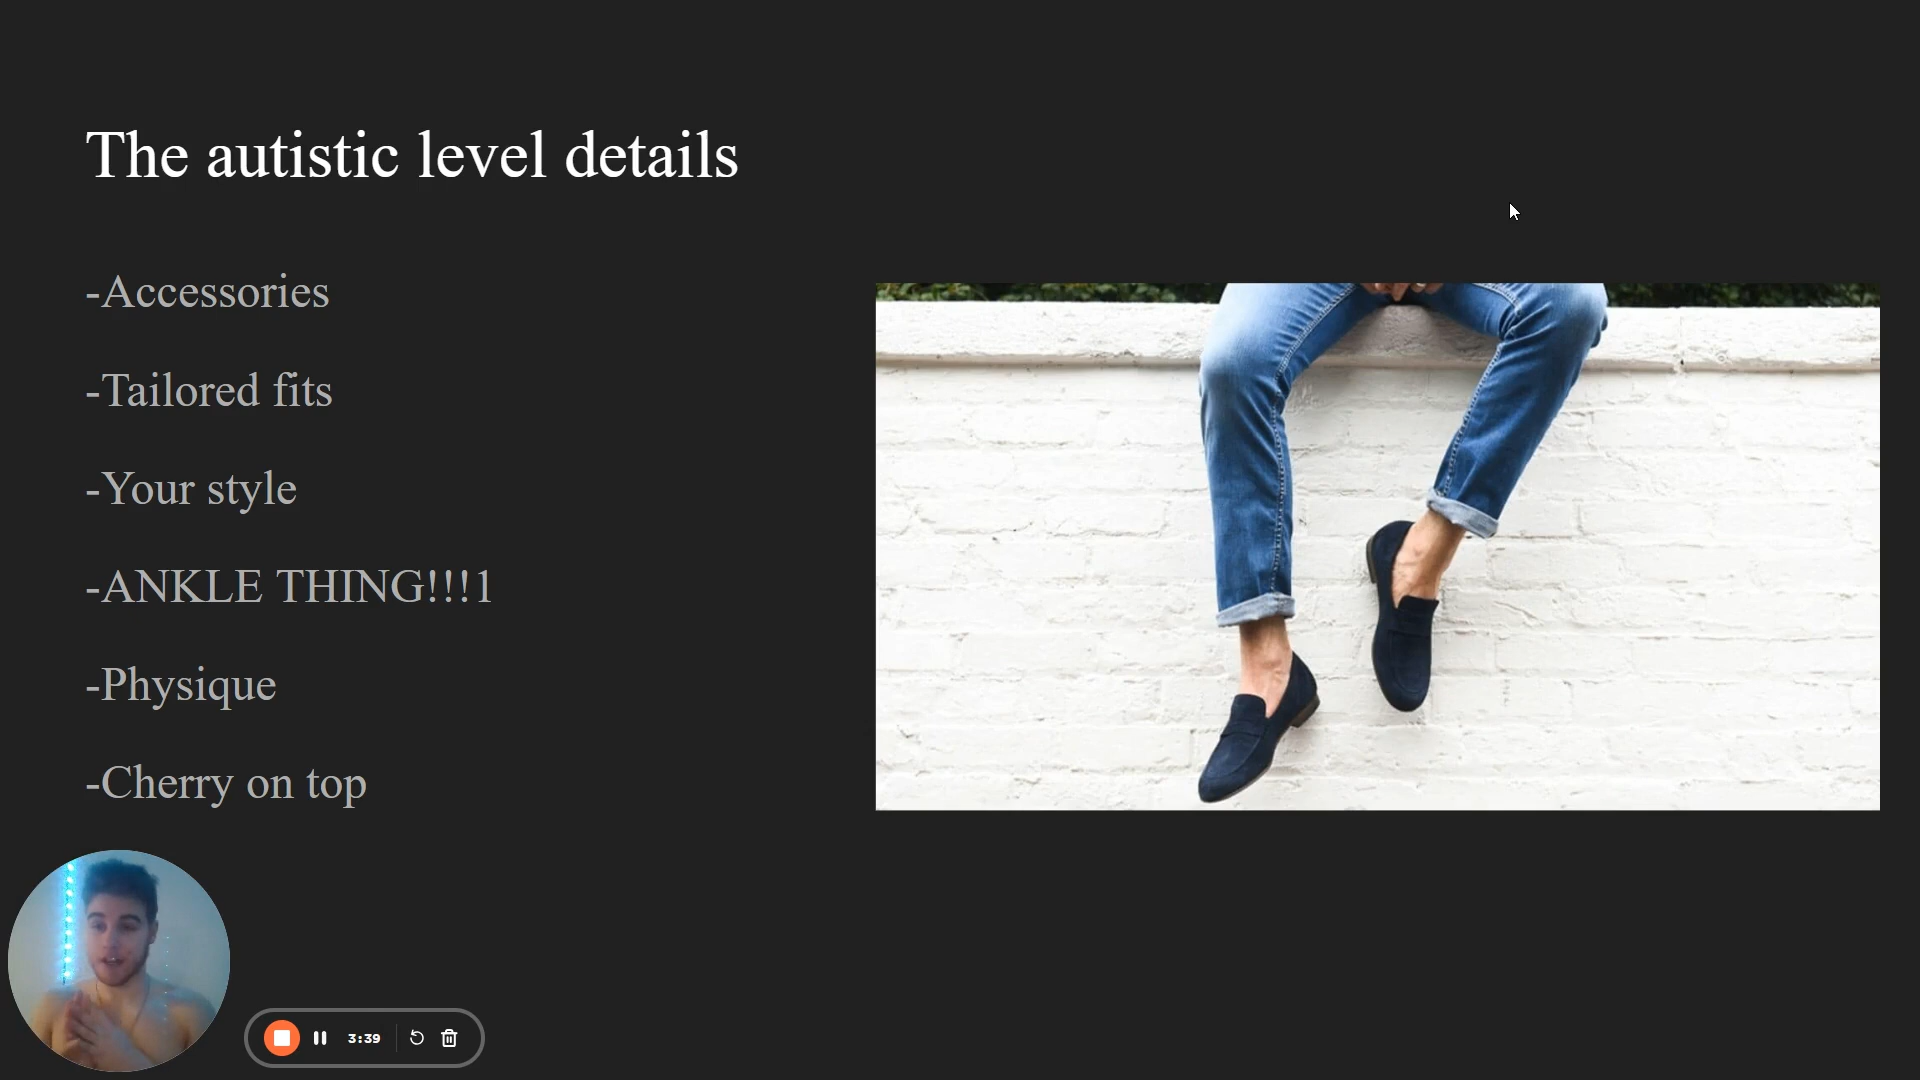 The autistic level details
-Accessories
-Tailored fits
-Your style
-ANKLE THING!!!1
-Physique
-Cherry on top
3:39